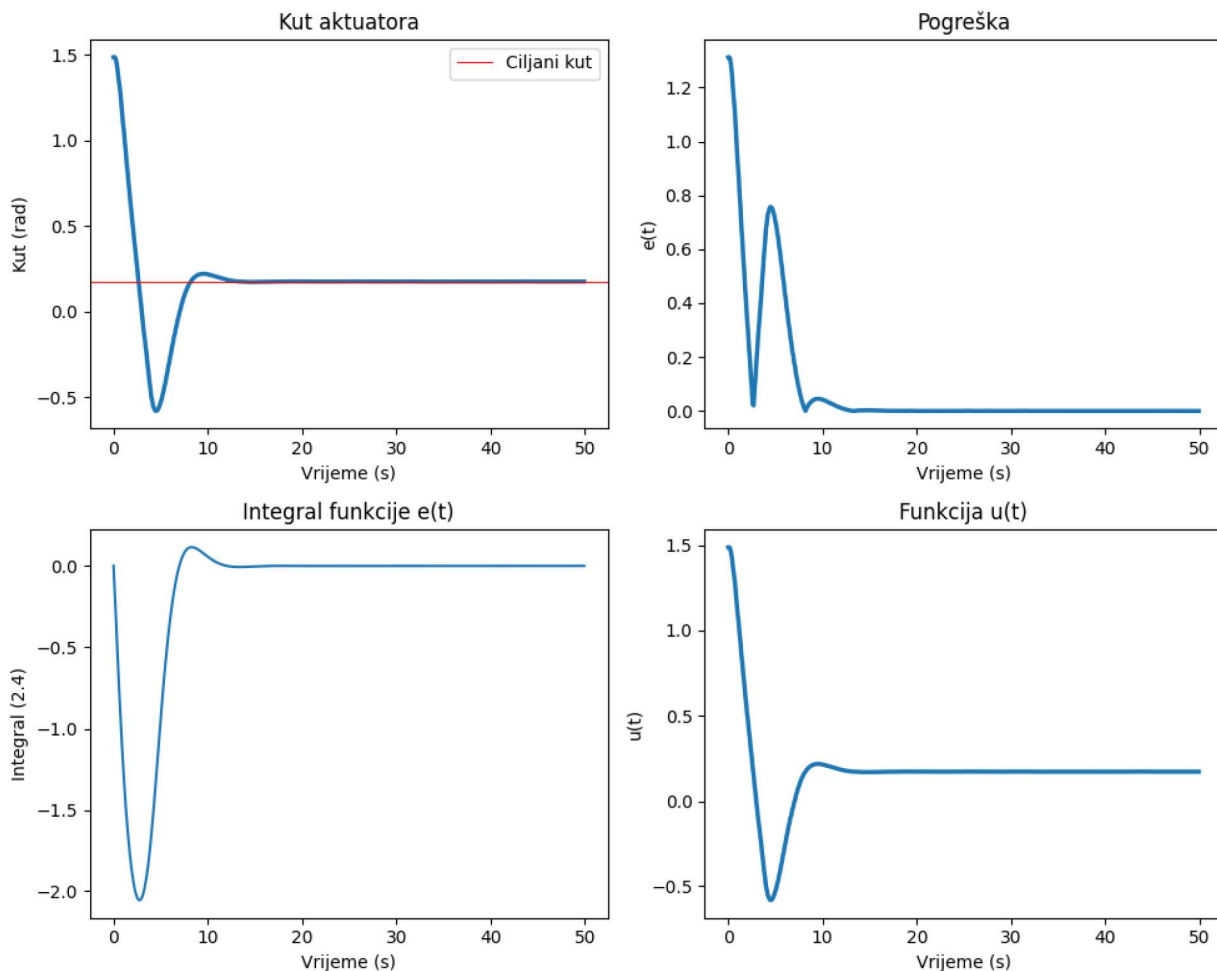 Kut aktuatora
Kut (rad)
1.5
1.0
0.5
0.0
−0.5
Ciljani kut
0 10 20 30 40 50
Vrijeme (s)
Pogreška
e(t)
1.2
1.0
0.8
0.6
0.4
0.2
0.0
0 10 20 30 40 50
Vrijeme (s)
Integral funkcije e(t)
Integral (2.4)
0.0
−0.5
−1.0
−1.5
−2.0
0 10 20 30 40 50
Vrijeme (s)
Funkcija u(t)
u(t)
1.5
1.0
0.5
0.0
−0.5
0 10 20 30 40 50
Vrijeme (s)